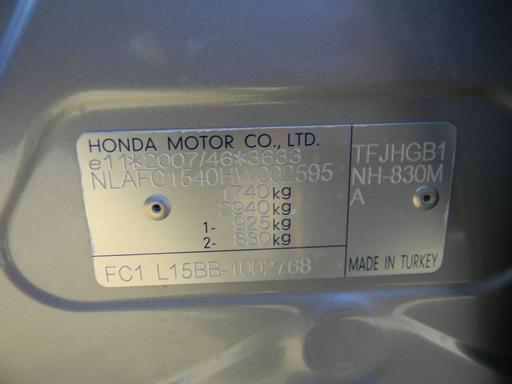 HONDA MOTOR CO., LTD.
e11*2007/46*3633
NLAFC1540HW002595
1740 kg
2940 kg
1- 925 kg
2- 830 kg
FC1 L15BB-1002768
TFJHGB1
NH-830M
A
MADE IN TURKEY